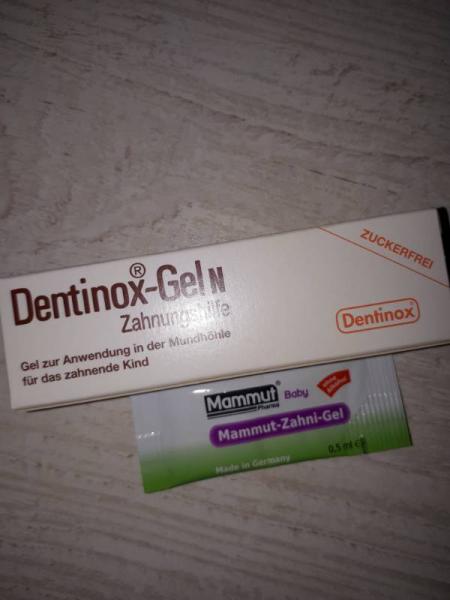 ZUCKERFREI
Dentinox®-Gel N
Zahnungshilfe
Dentinox®
Gel zur Anwendung in der Mundhöhle
für das zahnende Kind
Mammut®
Pharma
Baby
Mammut-Zahni-Gel
0,5 ml
Made in Germany